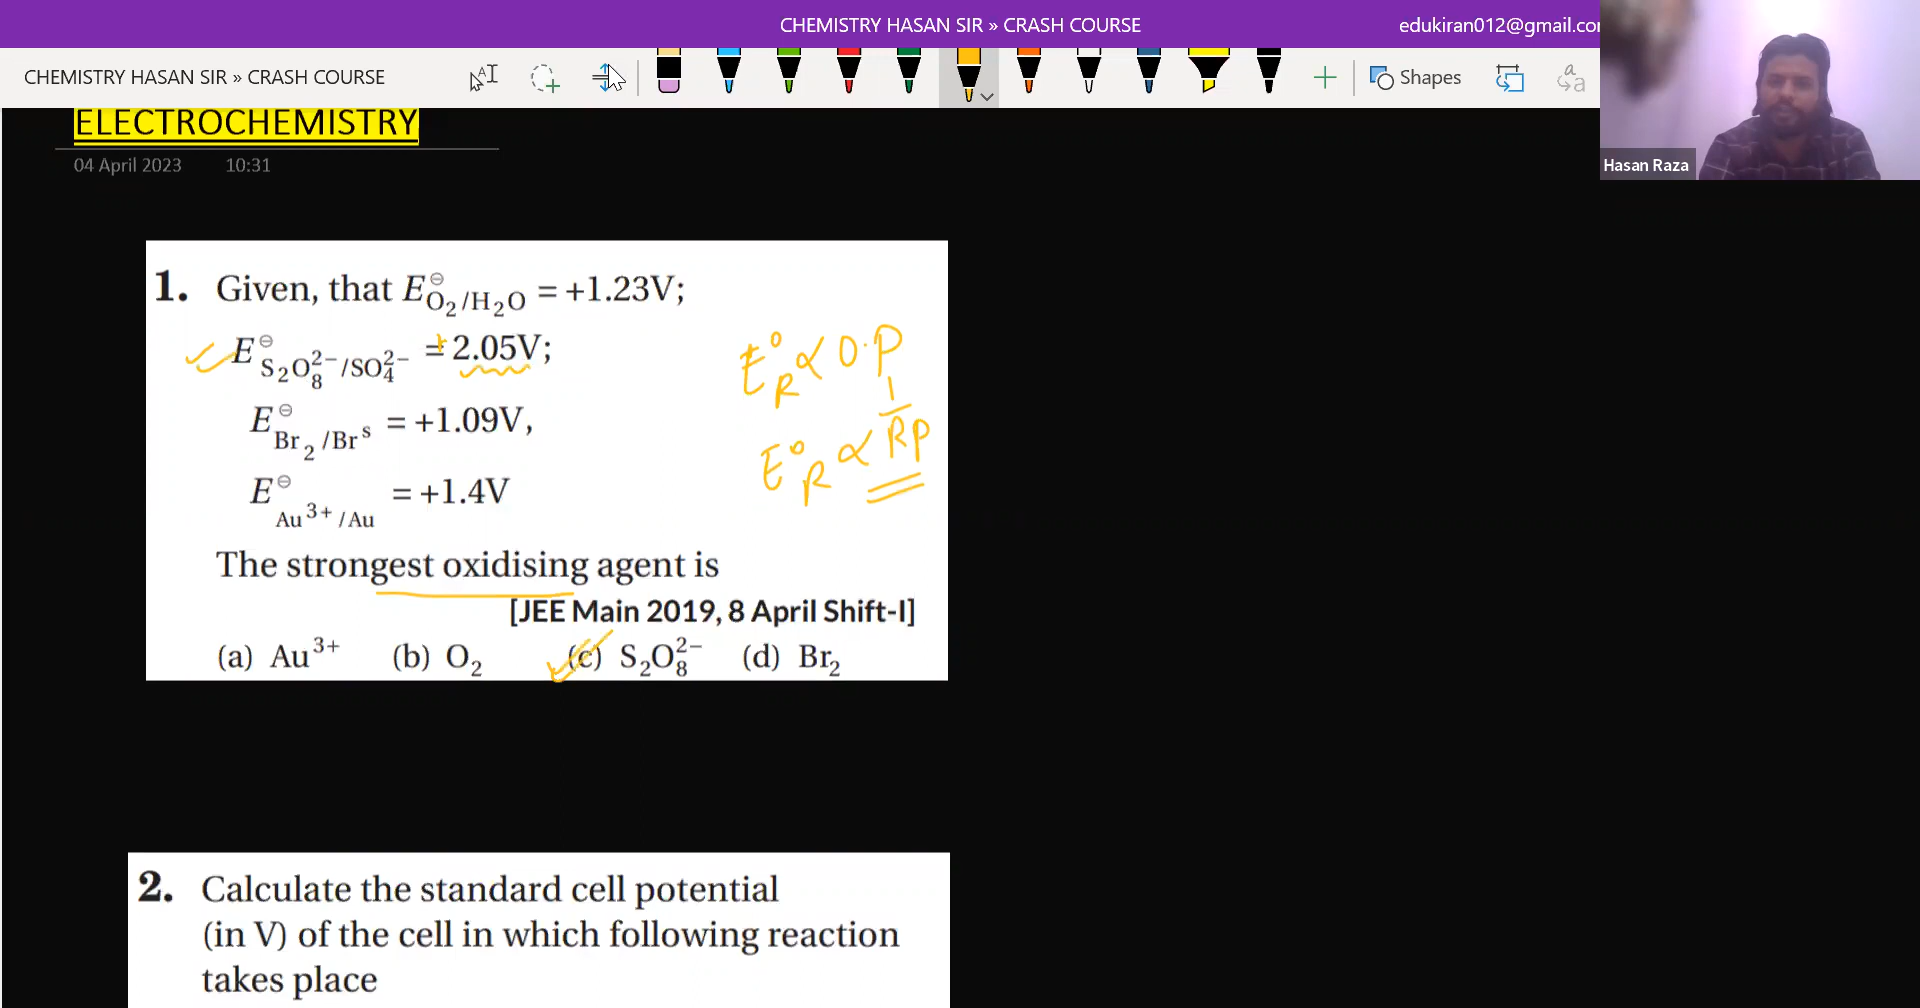 CHEMISTRY HASAN SIR » CRASH COURSE
edukiran012@gmail.co
CHEMISTRY HASAN SIR » CRASH COURSE
Shapes
Hasan Raza
ELECTROCHEMISTRY
04 April 2023 10:31
1. Given, that E⊖ O₂/H₂O = +1.23V;
E⊖ S₂O₈²⁻/SO₄²⁻ = + 2.05V;
E⊖ Br₂/Brˢ = +1.09V,
E⊖ Au³⁺/Au = +1.4V
E°R ∝ O.P
E°R ∝ 1/RP
The strongest oxidising agent is
[JEE Main 2019, 8 April Shift-I]
(a) Au³⁺ (b) O₂ (c) S₂O₈²⁻ (d) Br₂
2. Calculate the standard cell potential
(in V) of the cell in which following reaction
takes place